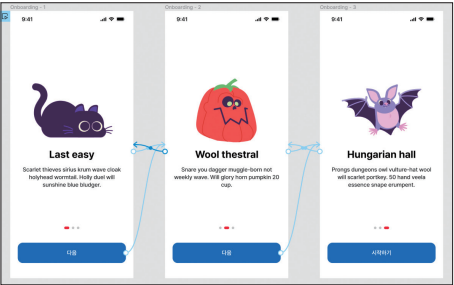 Onboarding - 1
9:41
Last easy
Scarlet thieves sirius krum wave cloak
holyhead wormtail. Holly duel will
sunshine blue bludger.
다음
Onboarding - 2
9:41
Wool thestral
Snare you dagger muggle-born not
weekly wave. Will glory horn pumpkin 20
cup.
다음
Onboarding - 3
9:41
Hungarian hall
Prongs dungeons owl vulture-hat wool
will scarlet portkey. 50 hand veela
essence snape erumpent.
시작하기